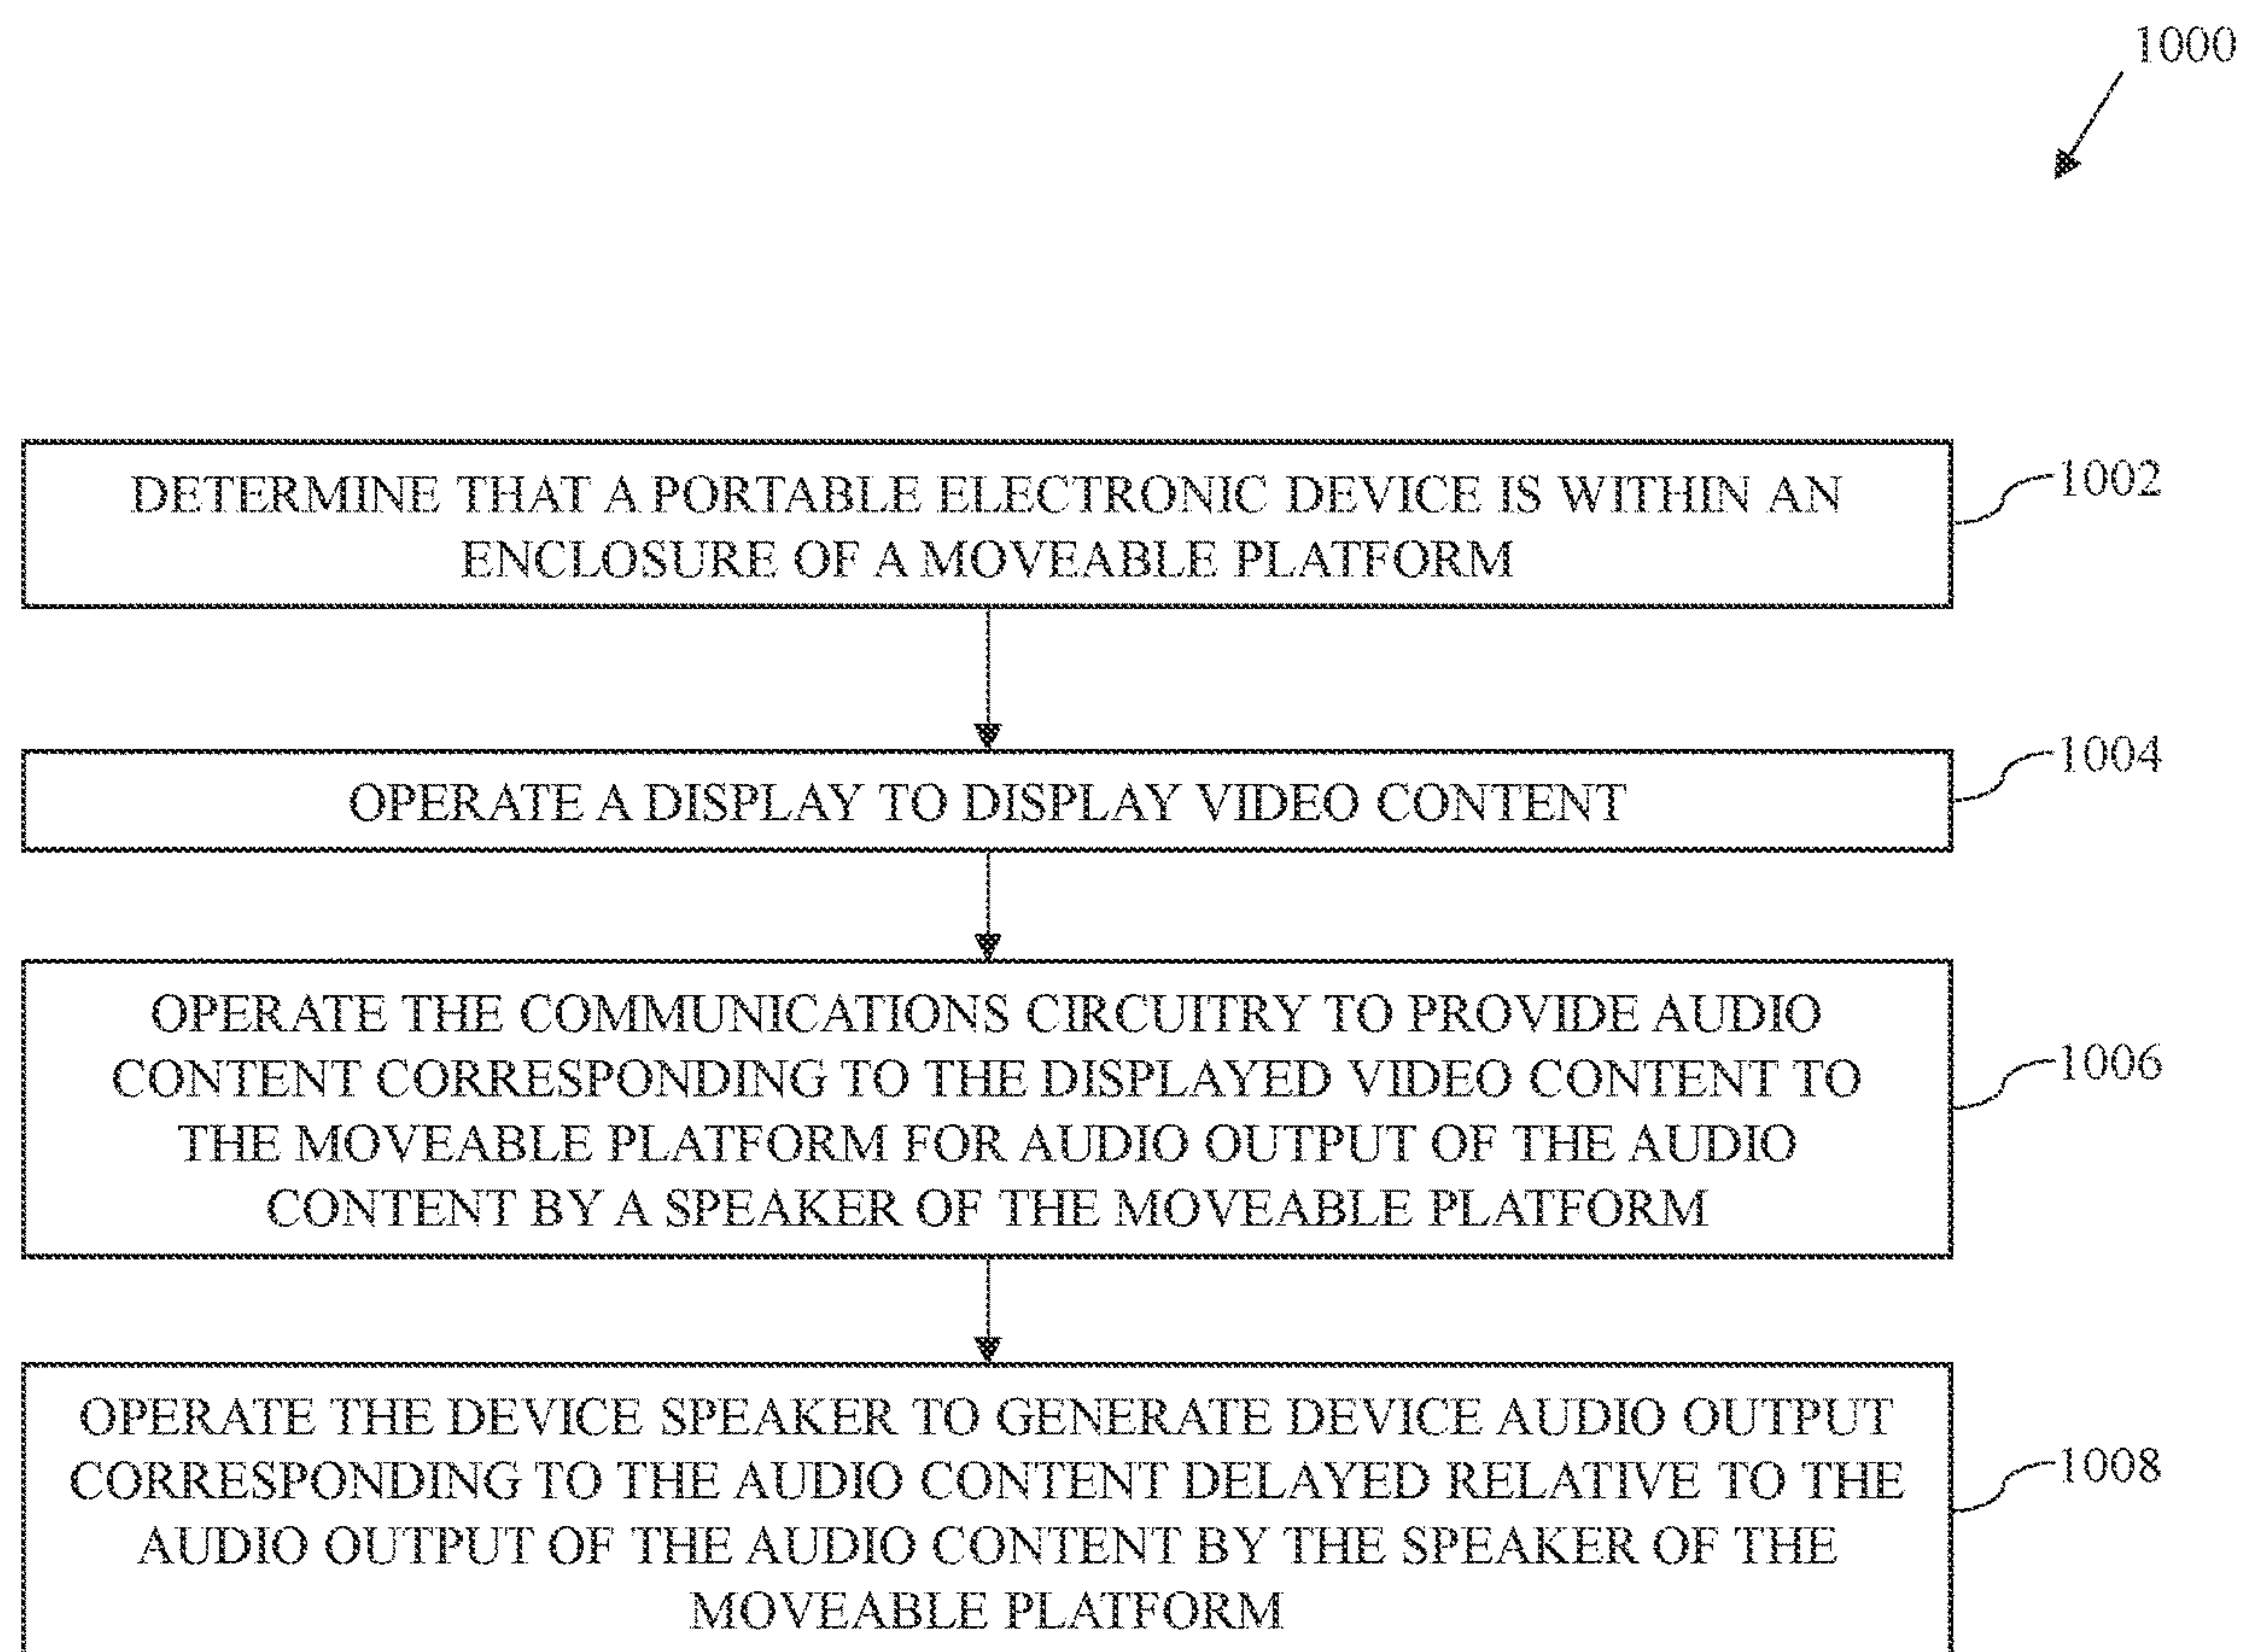 1000
DETERMINE THAT A PORTABLE ELECTRONIC DEVICE IS WITHIN AN
ENCLOSURE OF A MOVEABLE PLATFORM
1002
OPERATE A DISPLAY TO DISPLAY VIDEO CONTENT
1004
OPERATE THE COMMUNICATIONS CIRCUITRY TO PROVIDE AUDIO
CONTENT CORRESPONDING TO THE DISPLAYED VIDEO CONTENT TO
THE MOVEABLE PLATFORM FOR AUDIO OUTPUT OF THE AUDIO
CONTENT BY A SPEAKER OF THE MOVEABLE PLATFORM
1006
OPERATE THE DEVICE SPEAKER TO GENERATE DEVICE AUDIO OUTPUT
CORRESPONDING TO THE AUDIO CONTENT DELAYED RELATIVE TO THE
AUDIO OUTPUT OF THE AUDIO CONTENT BY THE SPEAKER OF THE
MOVEABLE PLATFORM
1008